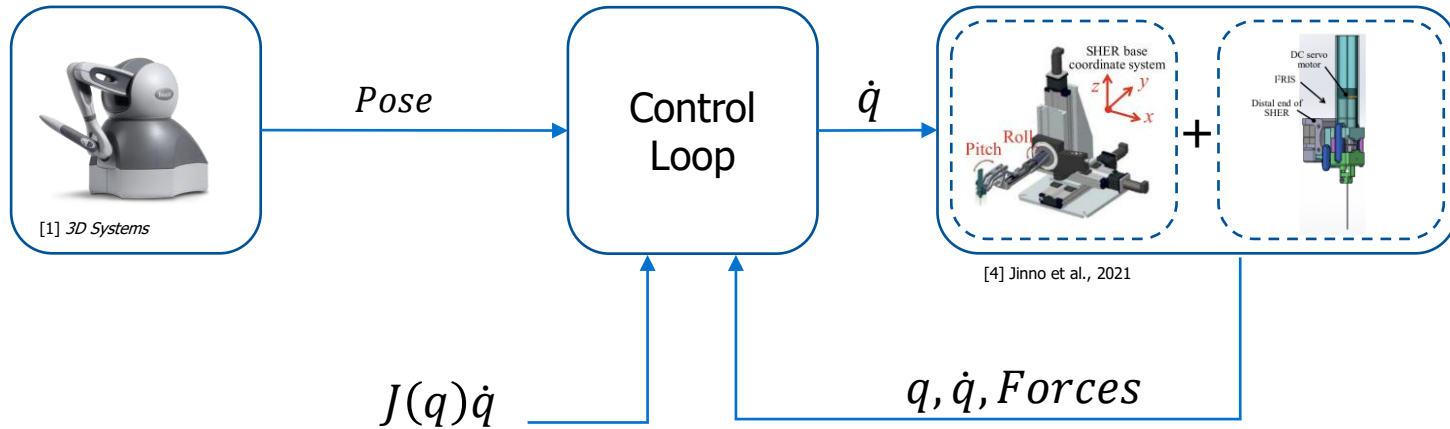 Pose
[1] 3D Systems
Control
Loop
q̇
SHER base
coordinate system
z
y
x
Roll
Pitch
+
DC servo
motor
I²RIS
Distal end of
SHER
[4] Jinno et al., 2021
J(q)q̇
q, q̇, Forces